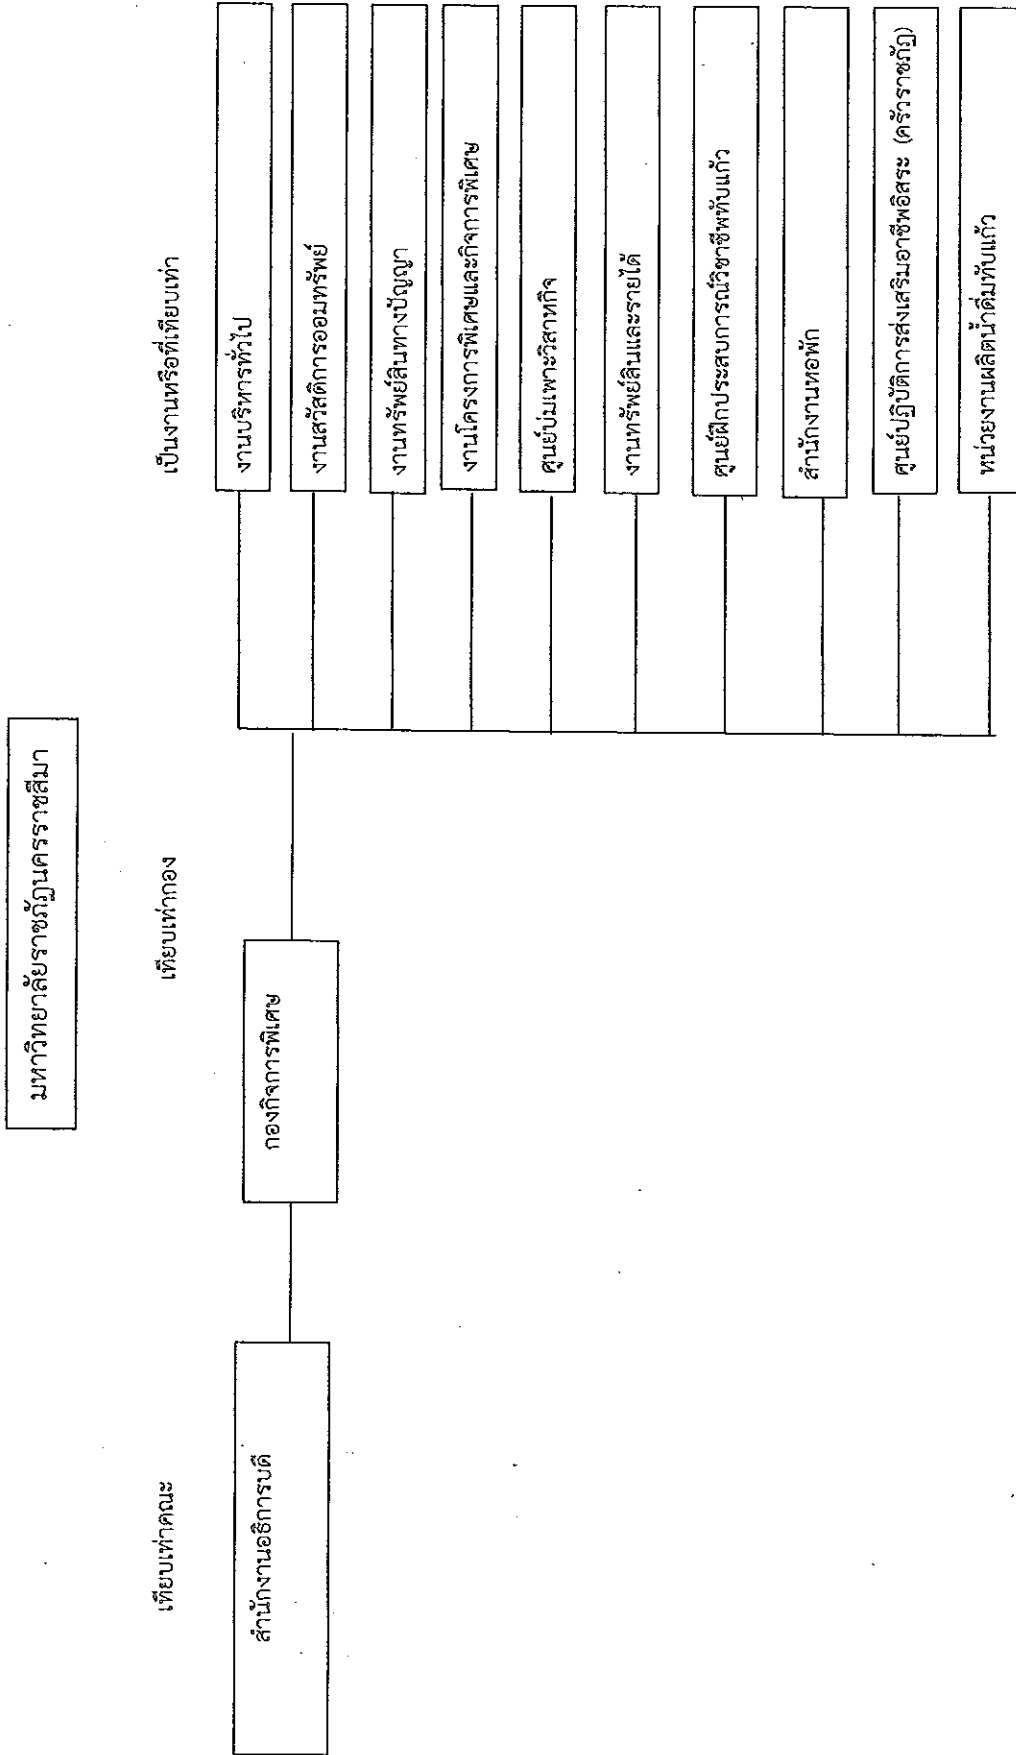 มหาวิทยาลัยราชภัฏนครราชสีมา
เทียบเท่าคณะ
เทียบเท่ากอง
เป็นงานหรือที่เทียบเท่า
สำนักงานอธิการบดี
กองกิจการพิเศษ
งานบริหารทั่วไป
งานสวัสดิการออมทรัพย์
งานทรัพย์สินทางปัญญา
งานโครงการพิเศษและกิจการพิเศษ
ศูนย์บ่มเพาะวิสาหกิจ
งานทรัพย์สินและรายได้
ศูนย์ฝึกประสบการณ์วิชาชีพทับแก้ว
สำนักงานหอพัก
ศูนย์ปฏิบัติการส่งเสริมอาชีพอิสระ (ครัวราชภัฏ)
หน่วยงานผลิตน้ำดื่มทับแก้ว